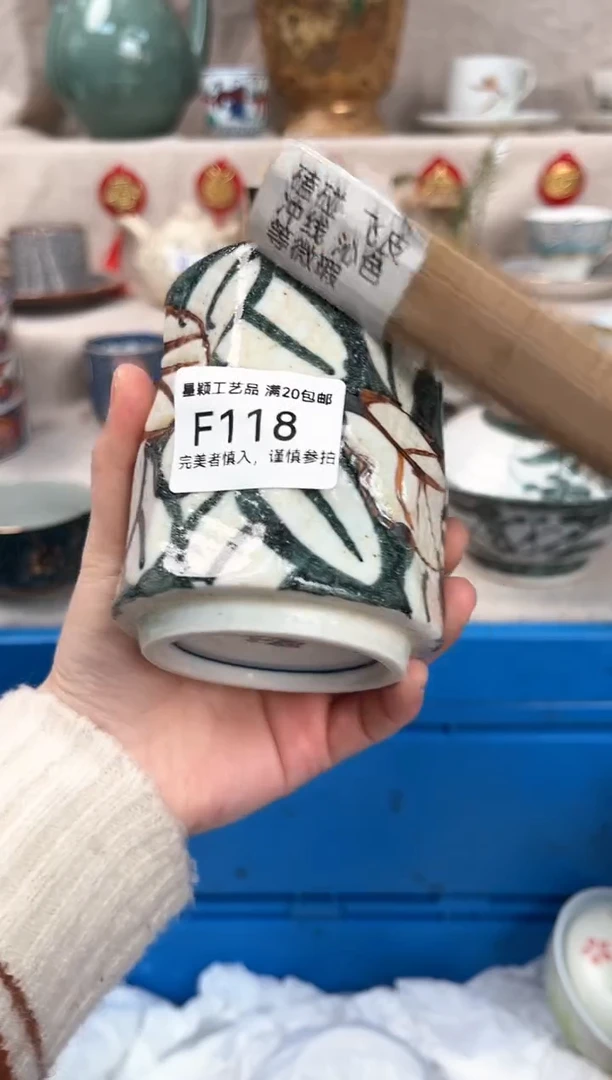 磕碰 飞皮
冲线 沁色
等微瑕
量颖工艺品 满20包邮
F118
完美者慎入，谨慎参拍